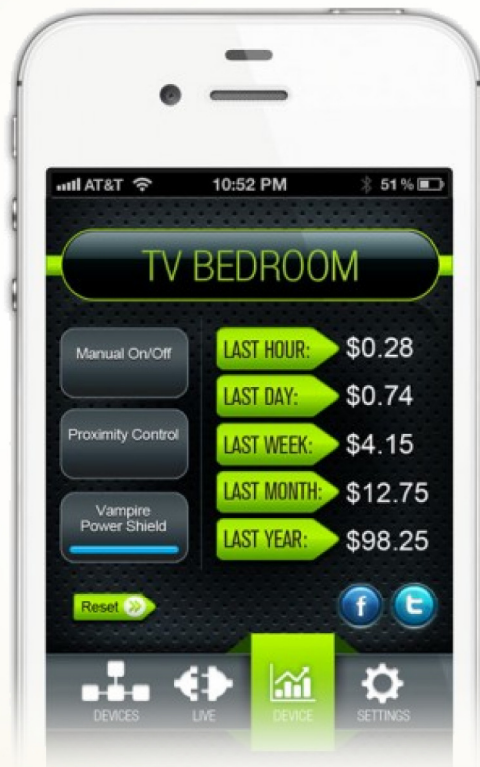 AT&T 10:52 PM 51%
TV BEDROOM
Manual On/Off
LAST HOUR: $0.28
LAST DAY: $0.74
Proximity Control
LAST WEEK: $4.15
Vampire
Power Shield
LAST MONTH: $12.75
LAST YEAR: $98.25
Reset
f t
DEVICES LIVE DEVICE SETTINGS